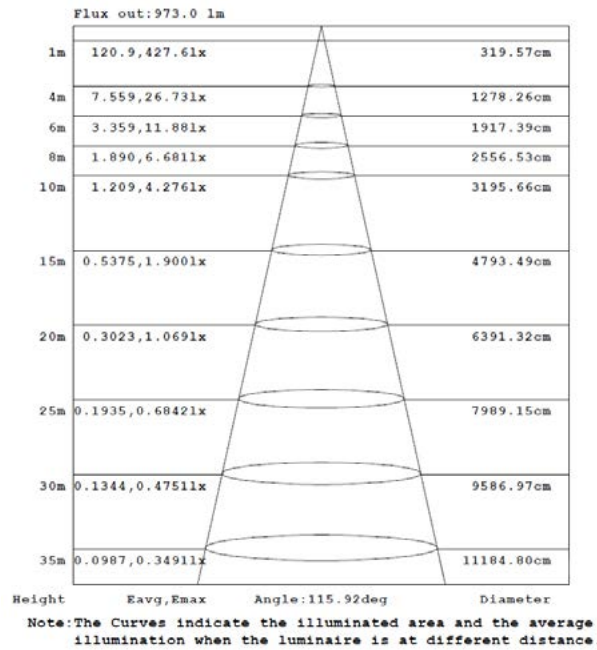 Flux out:973.0 lm
1m 120.9,427.6lx 319.57cm
4m 7.559,26.73lx 1278.26cm
6m 3.359,11.88lx 1917.39cm
8m 1.890,6.681lx 2556.53cm
10m 1.209,4.276lx 3195.66cm
15m 0.5375,1.900lx 4793.49cm
20m 0.3023,1.069lx 6391.32cm
25m 0.1935,0.6842lx 7989.15cm
30m 0.1344,0.4751lx 9586.97cm
35m 0.0987,0.3491lx 11184.80cm
Height Eavg,Emax Angle:115.92deg Diameter
Note:The Curves indicate the illuminated area and the average
illumination when the luminaire is at different distance